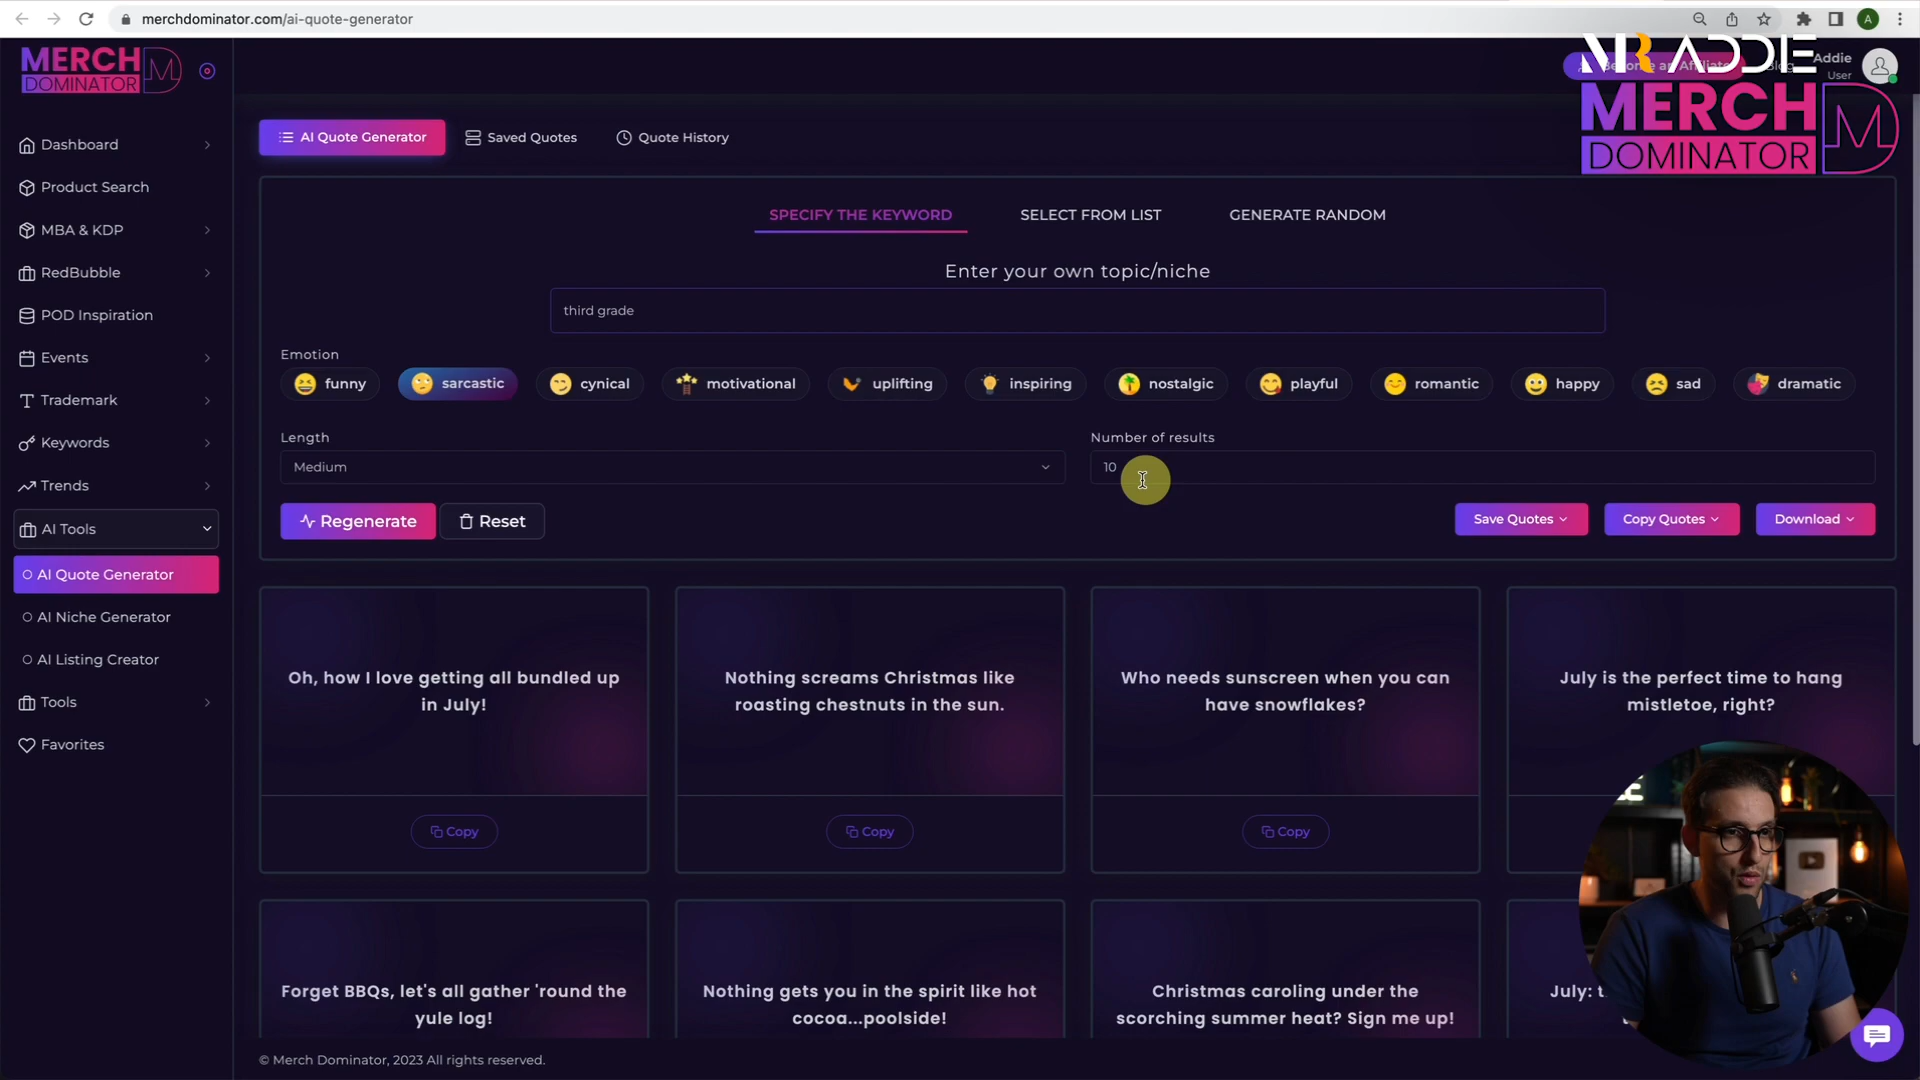 merchdominator.com/ai-quote-generator
A
MERCH
DOMINATOR
MR ADDIE
Addie
User
MERCH
DOMINATOR
Dashboard
Product Search
MBA & KDP
RedBubble
POD Inspiration
Events
Trademark
Keywords
Trends
AI Tools
AI Quote Generator
AI Niche Generator
AI Listing Creator
Tools
Favorites
AI Quote Generator
Saved Quotes
Quote History
SPECIFY THE KEYWORD
SELECT FROM LIST
GENERATE RANDOM
Enter your own topic/niche
third grade
Emotion
funny
sarcastic
cynical
motivational
uplifting
inspiring
nostalgic
playful
romantic
happy
sad
dramatic
Length
Number of results
Medium
10
Regenerate
Reset
Save Quotes
Copy Quotes
Download
Oh, how I love getting all bundled up
in July!
Copy
Nothing screams Christmas like
roasting chestnuts in the sun.
Copy
Who needs sunscreen when you can
have snowflakes?
Copy
July is the perfect time to hang
mistletoe, right?
Forget BBQs, let's all gather 'round the
yule log!
Nothing gets you in the spirit like hot
cocoa...poolside!
Christmas caroling under the
scorching summer heat? Sign me up!
July:
© Merch Dominator, 2023 All rights reserved.